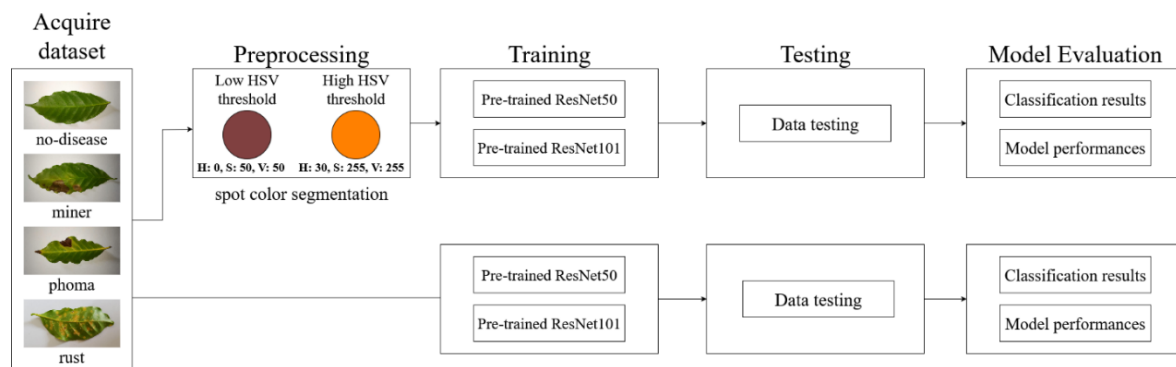 Acquire
dataset
no-disease
miner
phoma
rust
Preprocessing
Low HSV
threshold
High HSV
threshold
H: 0, S: 50, V: 50
H: 30, S: 255, V: 255
spot color segmentation
Training
Pre-trained ResNet50
Pre-trained ResNet101
Testing
Data testing
Model Evaluation
Classification results
Model performances
Pre-trained ResNet50
Pre-trained ResNet101
Data testing
Classification results
Model performances